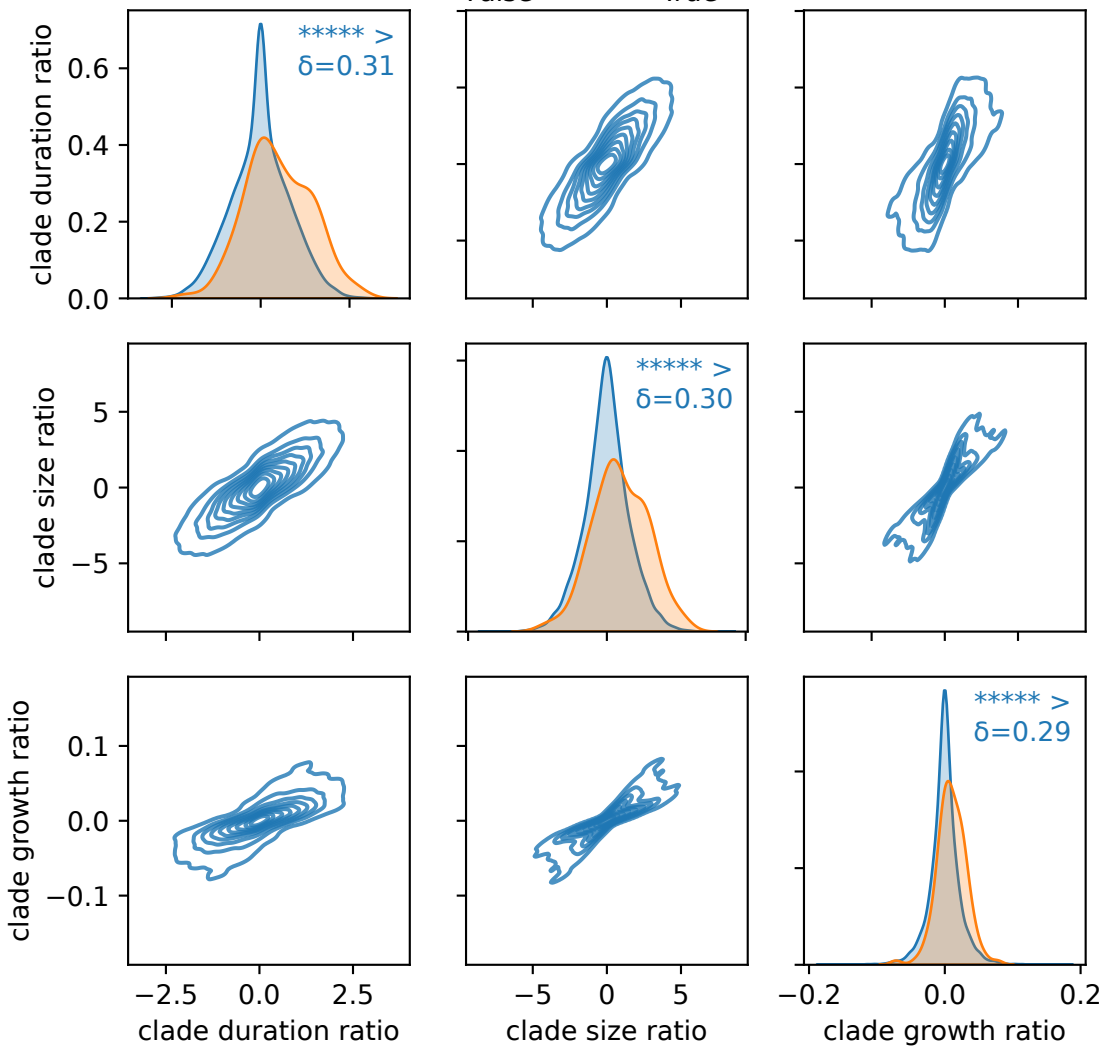 clade duration ratio
0.6
0.4
0.2
0.0
***** >
δ=0.31
clade size ratio
5
0
−5
***** >
δ=0.30
clade growth ratio
0.1
0.0
−0.1
***** >
δ=0.29
−2.5 0.0 2.5
−5 0 5
−0.2 0.0 0.2
clade duration ratio
clade size ratio
clade growth ratio